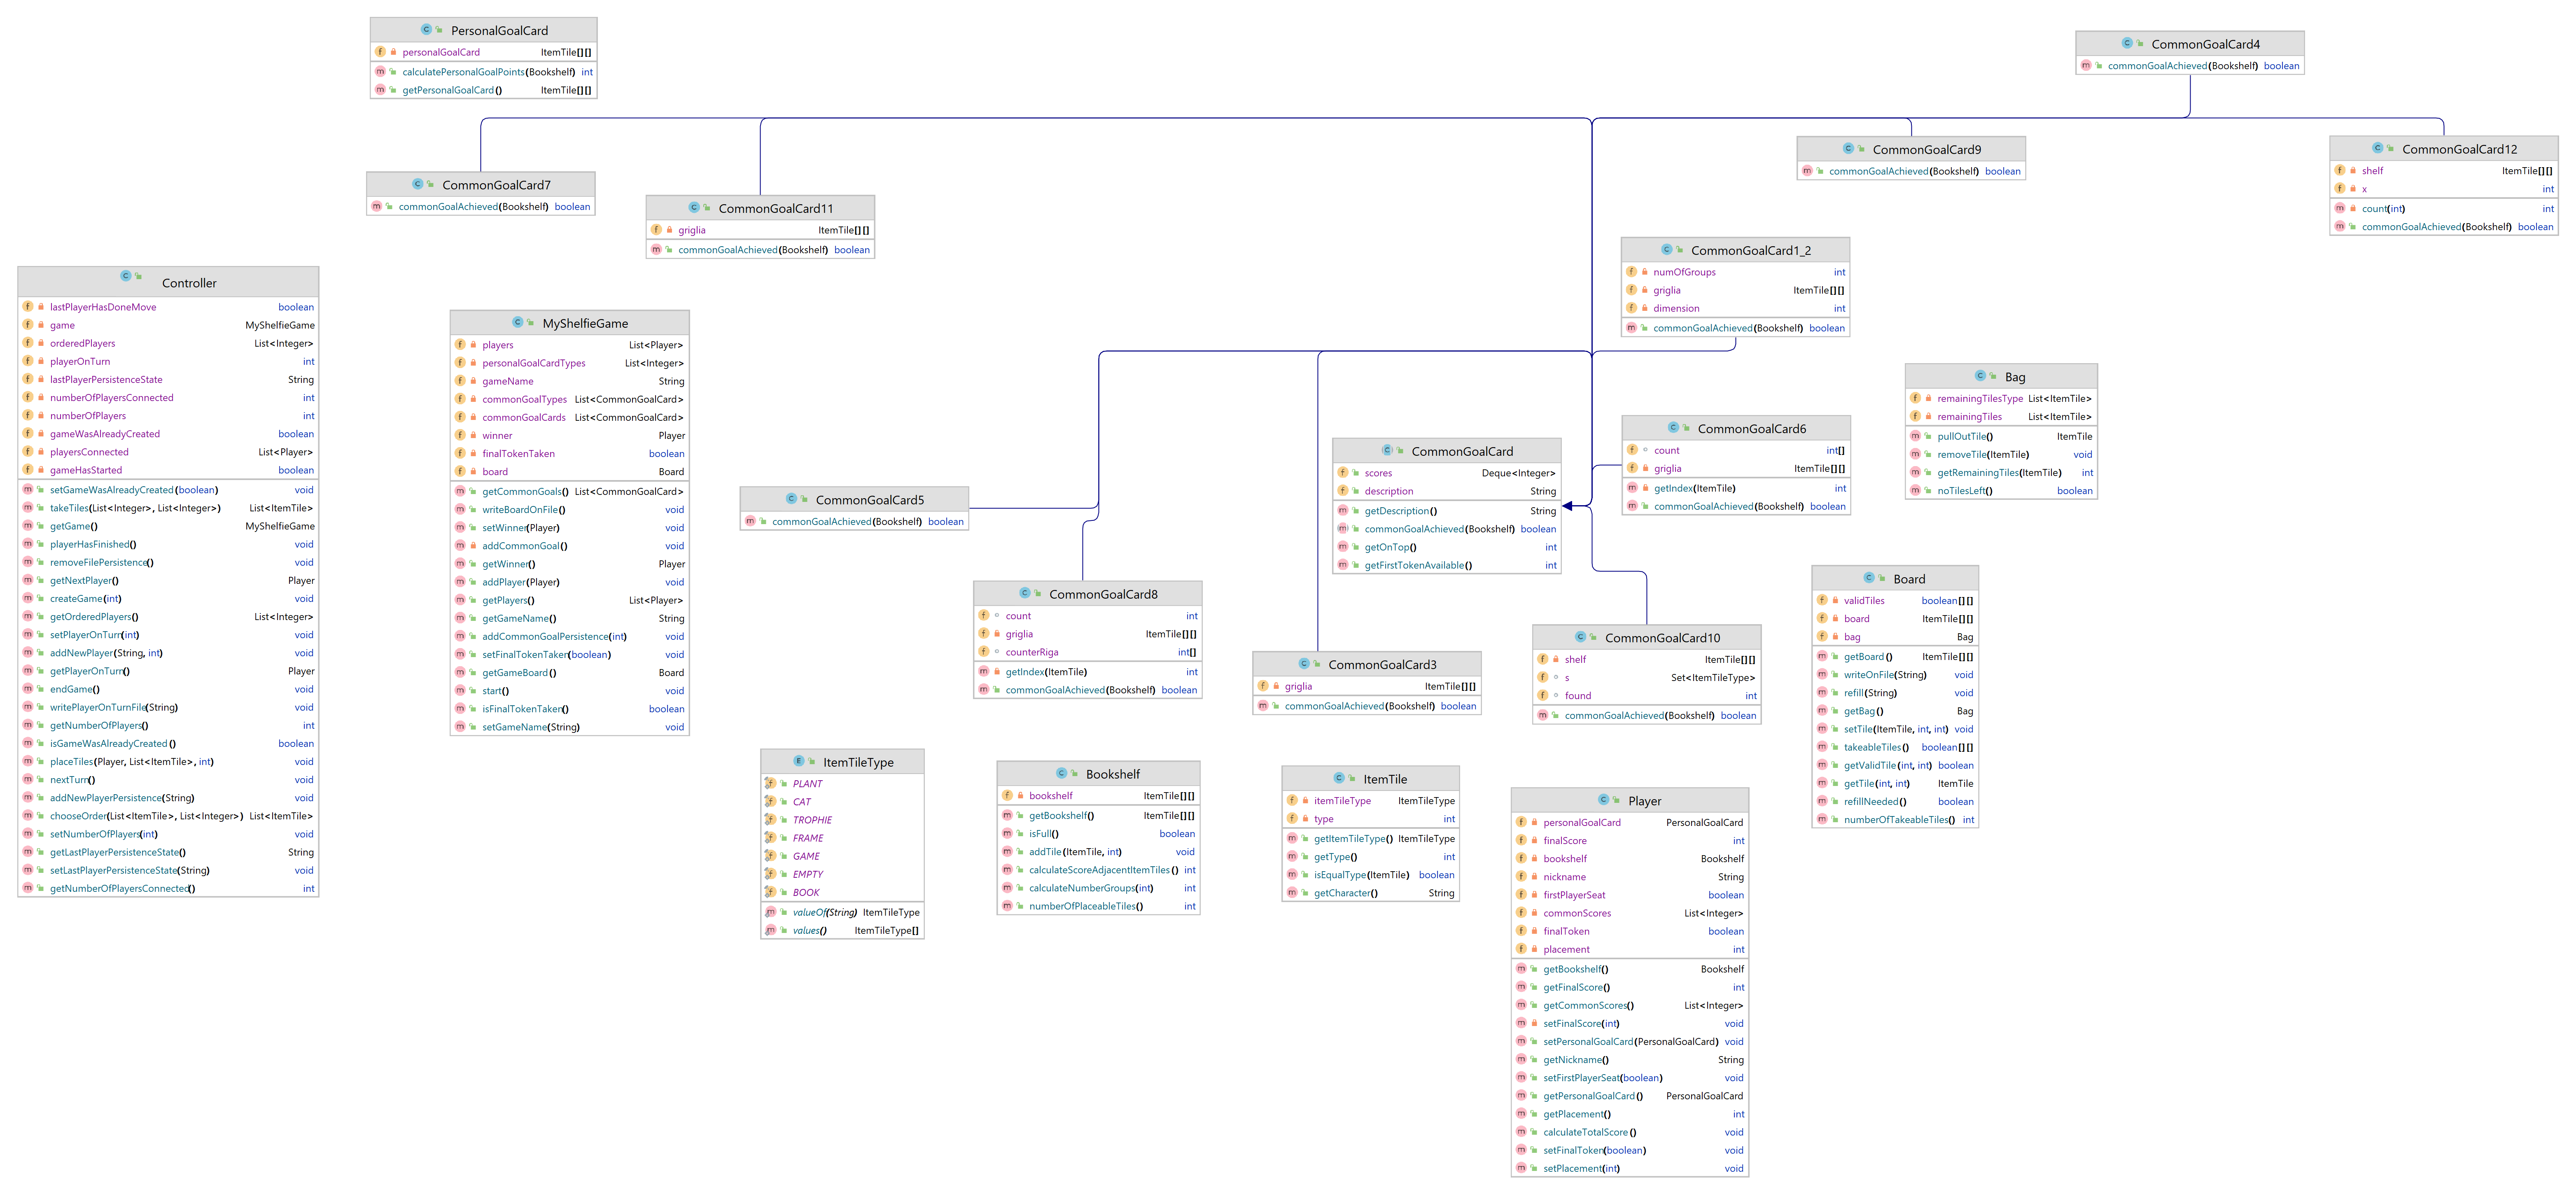 PersonalGoalCard
personalGoalCard ItemTile[][]
calculatePersonalGoalPoints(Bookshelf) int
getPersonalGoalCard() ItemTile[][]
CommonGoalCard4
commonGoalAchieved(Bookshelf) boolean
CommonGoalCard9
commonGoalAchieved(Bookshelf) boolean
CommonGoalCard12
shelf ItemTile[][]
x int
count(int) int
commonGoalAchieved(Bookshelf) boolean
CommonGoalCard7
commonGoalAchieved(Bookshelf) boolean
CommonGoalCard11
griglia ItemTile[][]
commonGoalAchieved(Bookshelf) boolean
CommonGoalCard1_2
numOfGroups int
griglia ItemTile[][]
dimension int
commonGoalAchieved(Bookshelf) boolean
Controller
lastPlayerHasDoneMove boolean
game MyShelfieGame
orderedPlayers List<Integer>
playerOnTurn int
lastPlayerPersistenceState String
numberOfPlayersConnected int
numberOfPlayers int
gameWasAlreadyCreated boolean
playersConnected List<Player>
gameHasStarted boolean
setGameWasAlreadyCreated(boolean) void
takeTiles(List<Integer>, List<Integer>) List<ItemTile>
getGame() MyShelfieGame
playerHasFinished() void
removeFilePersistence() void
getNextPlayer() Player
createGame(int) void
getOrderedPlayers() List<Integer>
setPlayerOnTurn(int) void
addNewPlayer(String, int) void
getPlayerOnTurn() Player
endGame() void
writePlayerOnTurnFile(String) void
getNumberOfPlayers() int
isGameWasAlreadyCreated() boolean
placeTiles(Player, List<ItemTile>, int) void
nextTurn() void
addNewPlayerPersistence(String) void
chooseOrder(List<ItemTile>, List<Integer>) List<ItemTile>
setNumberOfPlayers(int) void
getLastPlayerPersistenceState() String
setLastPlayerPersistenceState(String) void
getNumberOfPlayersConnected() int
MyShelfieGame
players List<Player>
personalGoalCardTypes List<Integer>
gameName String
commonGoalTypes List<CommonGoalCard>
commonGoalCards List<CommonGoalCard>
winner Player
finalTokenTaken boolean
board Board
getCommonGoals() List<CommonGoalCard>
writeBoardOnFile() void
setWinner(Player) void
addCommonGoal() void
getWinner() Player
addPlayer(Player) void
getPlayers() List<Player>
getGameName() String
addCommonGoalPersistence(int) void
setFinalTokenTaker(boolean) void
getGameBoard() Board
start() void
isFinalTokenTaken() boolean
setGameName(String) void
Bag
remainingTilesType List<ItemTile>
remainingTiles List<ItemTile>
pullOutTile() ItemTile
removeTile(ItemTile) void
getRemainingTiles(ItemTile) int
noTilesLeft() boolean
CommonGoalCard6
count int[]
griglia ItemTile[][]
getIndex(ItemTile) int
commonGoalAchieved(Bookshelf) boolean
CommonGoalCard
scores Deque<Integer>
description String
getDescription() String
commonGoalAchieved(Bookshelf) boolean
getOnTop() int
getFirstTokenAvailable() int
CommonGoalCard5
commonGoalAchieved(Bookshelf) boolean
CommonGoalCard8
count int
griglia ItemTile[][]
counterRiga int[]
getIndex(ItemTile) int
commonGoalAchieved(Bookshelf) boolean
CommonGoalCard3
griglia ItemTile[][]
commonGoalAchieved(Bookshelf) boolean
CommonGoalCard10
shelf ItemTile[][]
s Set<ItemTileType>
found int
commonGoalAchieved(Bookshelf) boolean
Board
validTiles boolean[][]
board ItemTile[][]
bag Bag
getBoard() ItemTile[][]
writeOnFile(String) void
refill(String) void
getBag() Bag
setTile(ItemTile, int, int) void
takeableTiles() boolean[][]
getValidTile(int, int) boolean
getTile(int, int) ItemTile
refillNeeded() boolean
numberOfTakeableTiles() int
ItemTileType
PLANT
CAT
TROPHIE
FRAME
GAME
EMPTY
BOOK
valueOf(String) ItemTileType
values() ItemTileType[]
Bookshelf
bookshelf ItemTile[][]
getBookshelf() ItemTile[][]
isFull() boolean
addTile(ItemTile, int) void
calculateScoreAdjacentItemTiles() int
calculateNumberGroups(int) int
numberOfPlaceableTiles() int
ItemTile
itemTileType ItemTileType
type int
getItemTileType() ItemTileType
getType() int
isEqualType(ItemTile) boolean
getCharacter() String
Player
personalGoalCard PersonalGoalCard
finalScore int
bookshelf Bookshelf
nickname String
firstPlayerSeat boolean
commonScores List<Integer>
finalToken boolean
placement int
getBookshelf() Bookshelf
getFinalScore() int
getCommonScores() List<Integer>
setFinalScore(int) void
setPersonalGoalCard(PersonalGoalCard) void
getNickname() String
setFirstPlayerSeat(boolean) void
getPersonalGoalCard() PersonalGoalCard
getPlacement() int
calculateTotalScore() void
setFinalToken(boolean) void
setPlacement(int) void